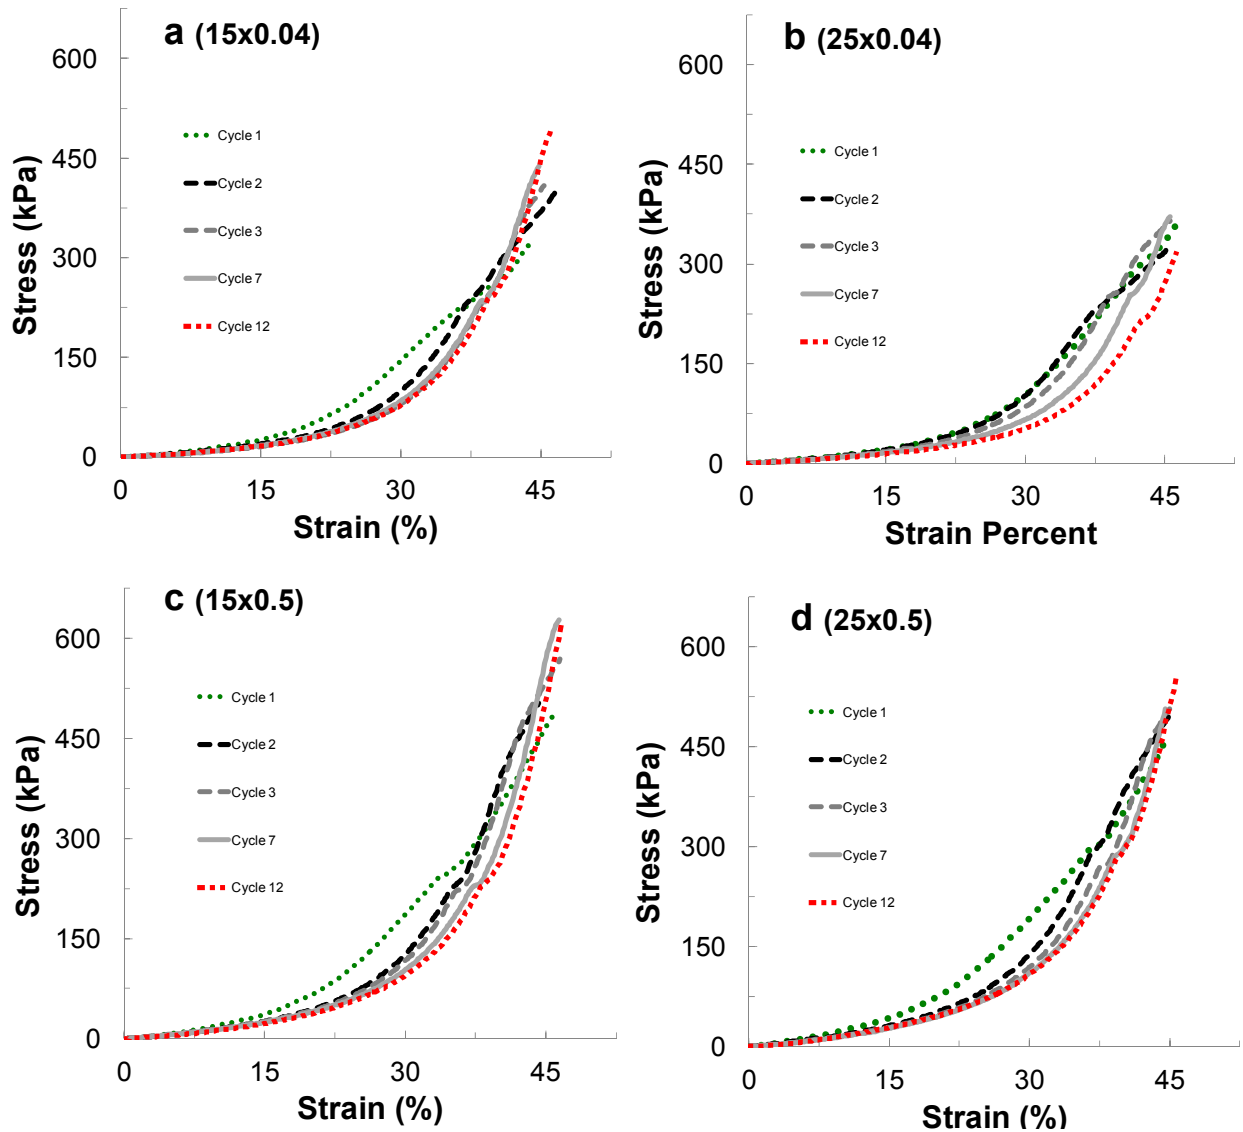 a (15x0.04)
600
450
300
150
0
0 15 30 45
Stress (kPa)
Strain (%)
Cycle 1
Cycle 2
Cycle 3
Cycle 7
Cycle 12
b (25x0.04)
600
450
300
150
0
0 15 30 45
Stress (kPa)
Strain Percent
Cycle 1
Cycle 2
Cycle 3
Cycle 7
Cycle 12
c (15x0.5)
600
450
300
150
0
0 15 30 45
Stress (kPa)
Strain (%)
Cycle 1
Cycle 2
Cycle 3
Cycle 7
Cycle 12
d (25x0.5)
600
450
300
150
0
0 15 30 45
Stress (kPa)
Strain (%)
Cycle 1
Cycle 2
Cycle 3
Cycle 7
Cycle 12